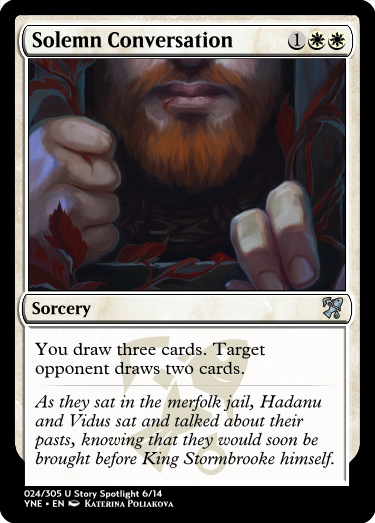 Solemn Conversation 1
Sorcery
You draw three cards. Target
opponent draws two cards.
As they sat in the merfolk jail, Hadanu
and Vidus sat and talked about their
pasts, knowing that they would soon be
brought before King Stormbrooke himself.
024/305 U Story Spotlight 6/14
YNE • EN Katerina Poliakova